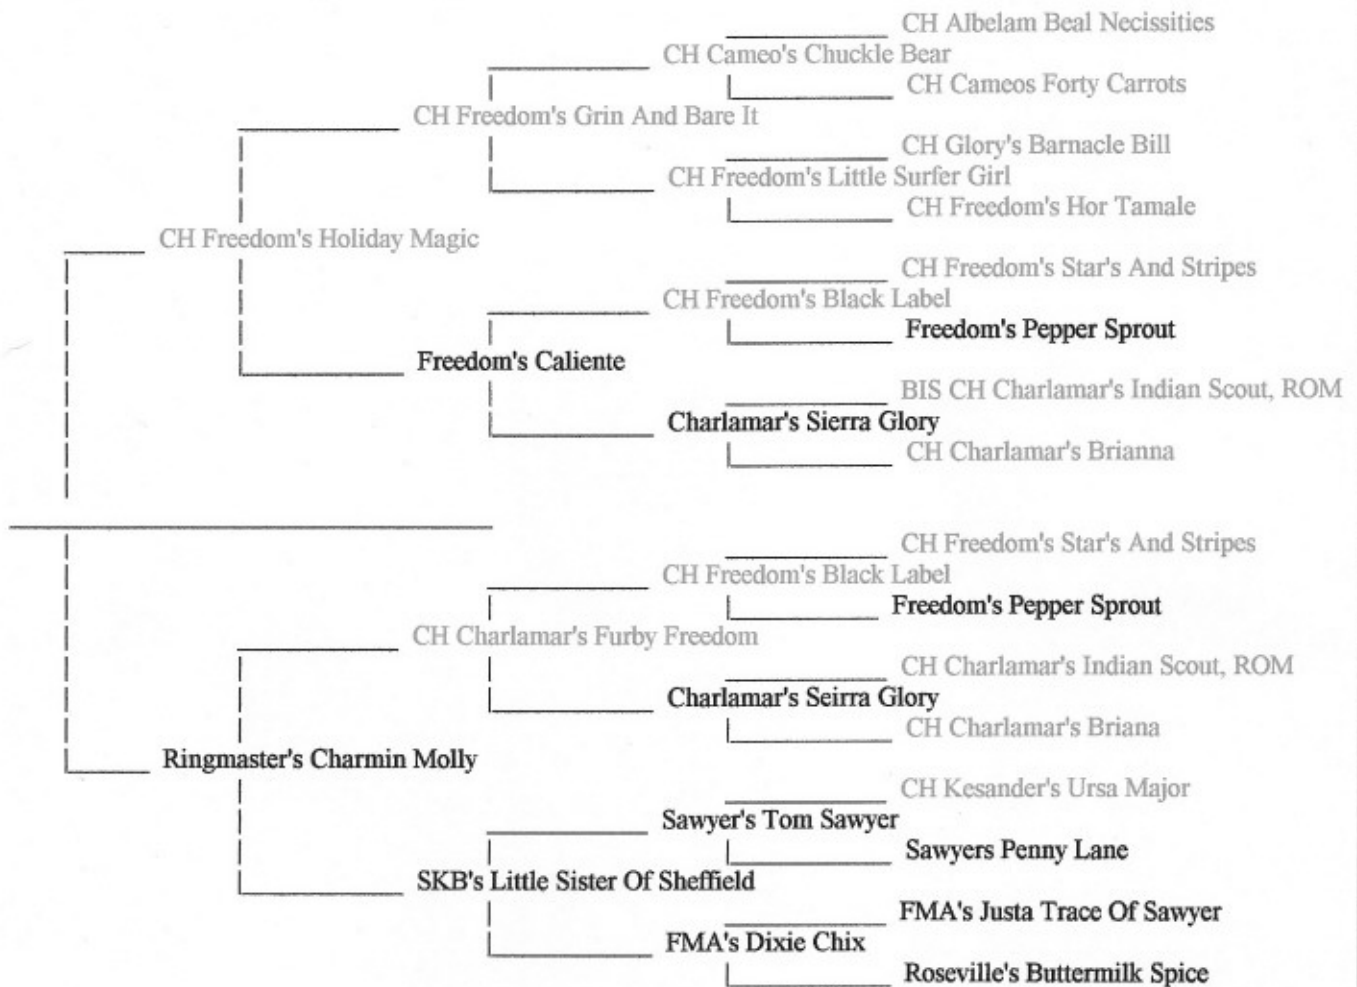 CH Albelam Beal Necissities
CH Cameo's Chuckle Bear
CH Cameos Forty Carrots
CH Freedom's Grin And Bare It
CH Glory's Barnacle Bill
CH Freedom's Little Surfer Girl
CH Freedom's Hor Tamale
CH Freedom's Holiday Magic
CH Freedom's Star's And Stripes
CH Freedom's Black Label
Freedom's Pepper Sprout
Freedom's Caliente
BIS CH Charlamar's Indian Scout, ROM
Charlamar's Sierra Glory
CH Charlamar's Brianna
CH Freedom's Star's And Stripes
CH Freedom's Black Label
Freedom's Pepper Sprout
CH Charlamar's Furby Freedom
CH Charlamar's Indian Scout, ROM
Charlamar's Seirra Glory
CH Charlamar's Briana
Ringmaster's Charmin Molly
CH Kesander's Ursa Major
Sawyer's Tom Sawyer
Sawyers Penny Lane
SKB's Little Sister Of Sheffield
FMA's Justa Trace Of Sawyer
FMA's Dixie Chix
Roseville's Buttermilk Spice